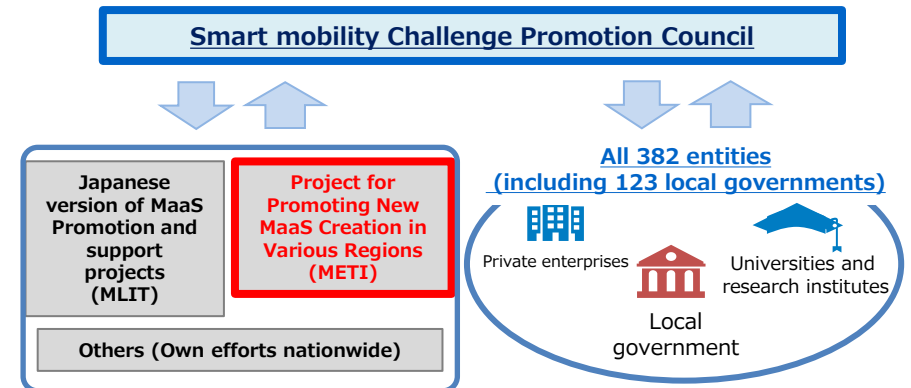 Smart mobility Challenge Promotion Council
Japanese
version of MaaS
Promotion and
support
projects
(MLIT)
Project for
Promoting New
MaaS Creation in
Various Regions
(METI)
Others (Own efforts nationwide)
All 382 entities
(including 123 local governments)
Private enterprises
Universities and
research institutes
Local
government